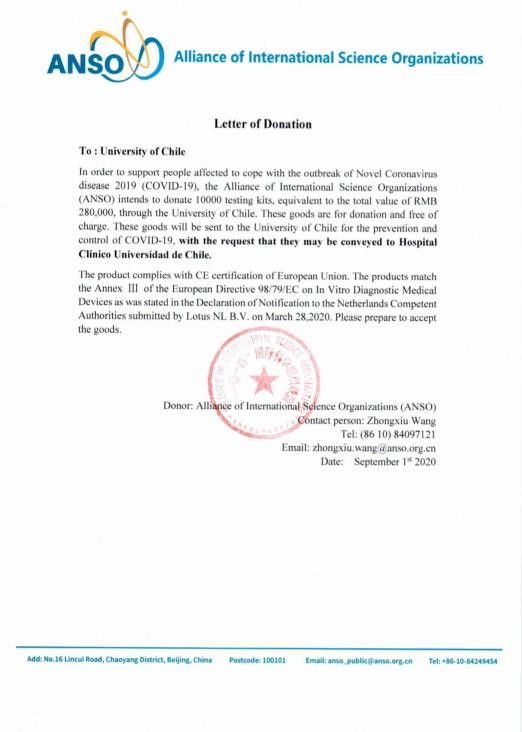 ANSO
Alliance of International Science Organizations
Letter of Donation
To : University of Chile
In order to support people affected to cope with the outbreak of Novel Coronavirus
disease 2019 (COVID-19), the Alliance of International Science Organizations
(ANSO) intends to donate 10000 testing kits, equivalent to the total value of RMB
280,000, through the University of Chile. These goods are for donation and free of
charge. These goods will be sent to the University of Chile for the prevention and
control of COVID-19, with the request that they may be conveyed to Hospital
Clínico Universidad de Chile.
The product complies with CE certification of European Union. The products match
the Annex III of the European Directive 98/79/EC on In Vitro Diagnostic Medical
Devices as was stated in the Declaration of Notification to the Netherlands Competent
Authorities submitted by Lotus NL B.V. on March 28,2020. Please prepare to accept
the goods.
Donor: Alliance of International Science Organizations (ANSO)
Contact person: Zhongxiu Wang
Tel: (86 10) 84097121
Email: zhongxiu.wang@anso.org.cn
Date: September 1st 2020
Add: No.16 Lincui Road, Chaoyang District, Beijing, China Postcode: 100101 Email: anso_public@anso.org.cn Tel: +86-10-84249454